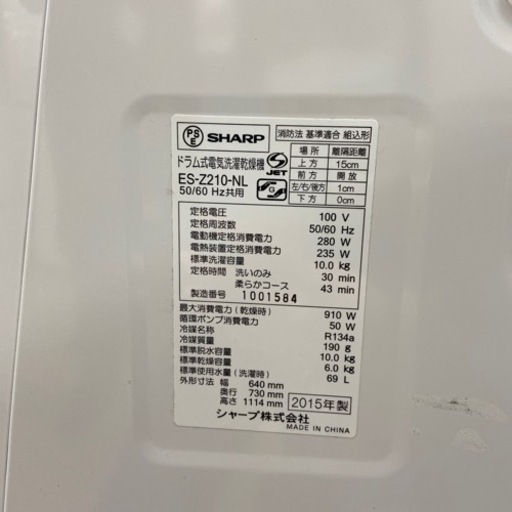 PSE SHARP
ドラム式電気洗濯乾燥機
ES-Z210-NL
50/60 Hz共用
S JET
消防法 基準適合 組込形
場所 離隔距離
上方 15cm
前方 開放
左/右/後方 1cm
下方 0cm
定格電圧 100 V
定格周波数 50/60 Hz
電動機定格消費電力 280 W
電熱装置定格消費電力 235 W
標準洗濯容量 10.0 kg
定格時間 洗いのみ 30 min
柔らかコース 43 min
製造番号 1001584
最大消費電力(乾燥時) 910 W
循環ポンプ消費電力 50 W
冷媒名称 R134a
冷媒質量 190 g
標準脱水容量 10.0 kg
標準乾燥容量 6.0 kg
標準使用水量(洗濯時) 69 L
外形寸法 幅 640 mm
奥行 730 mm
高さ 1114 mm
2015年製
シャープ株式会社
MADE IN CHINA